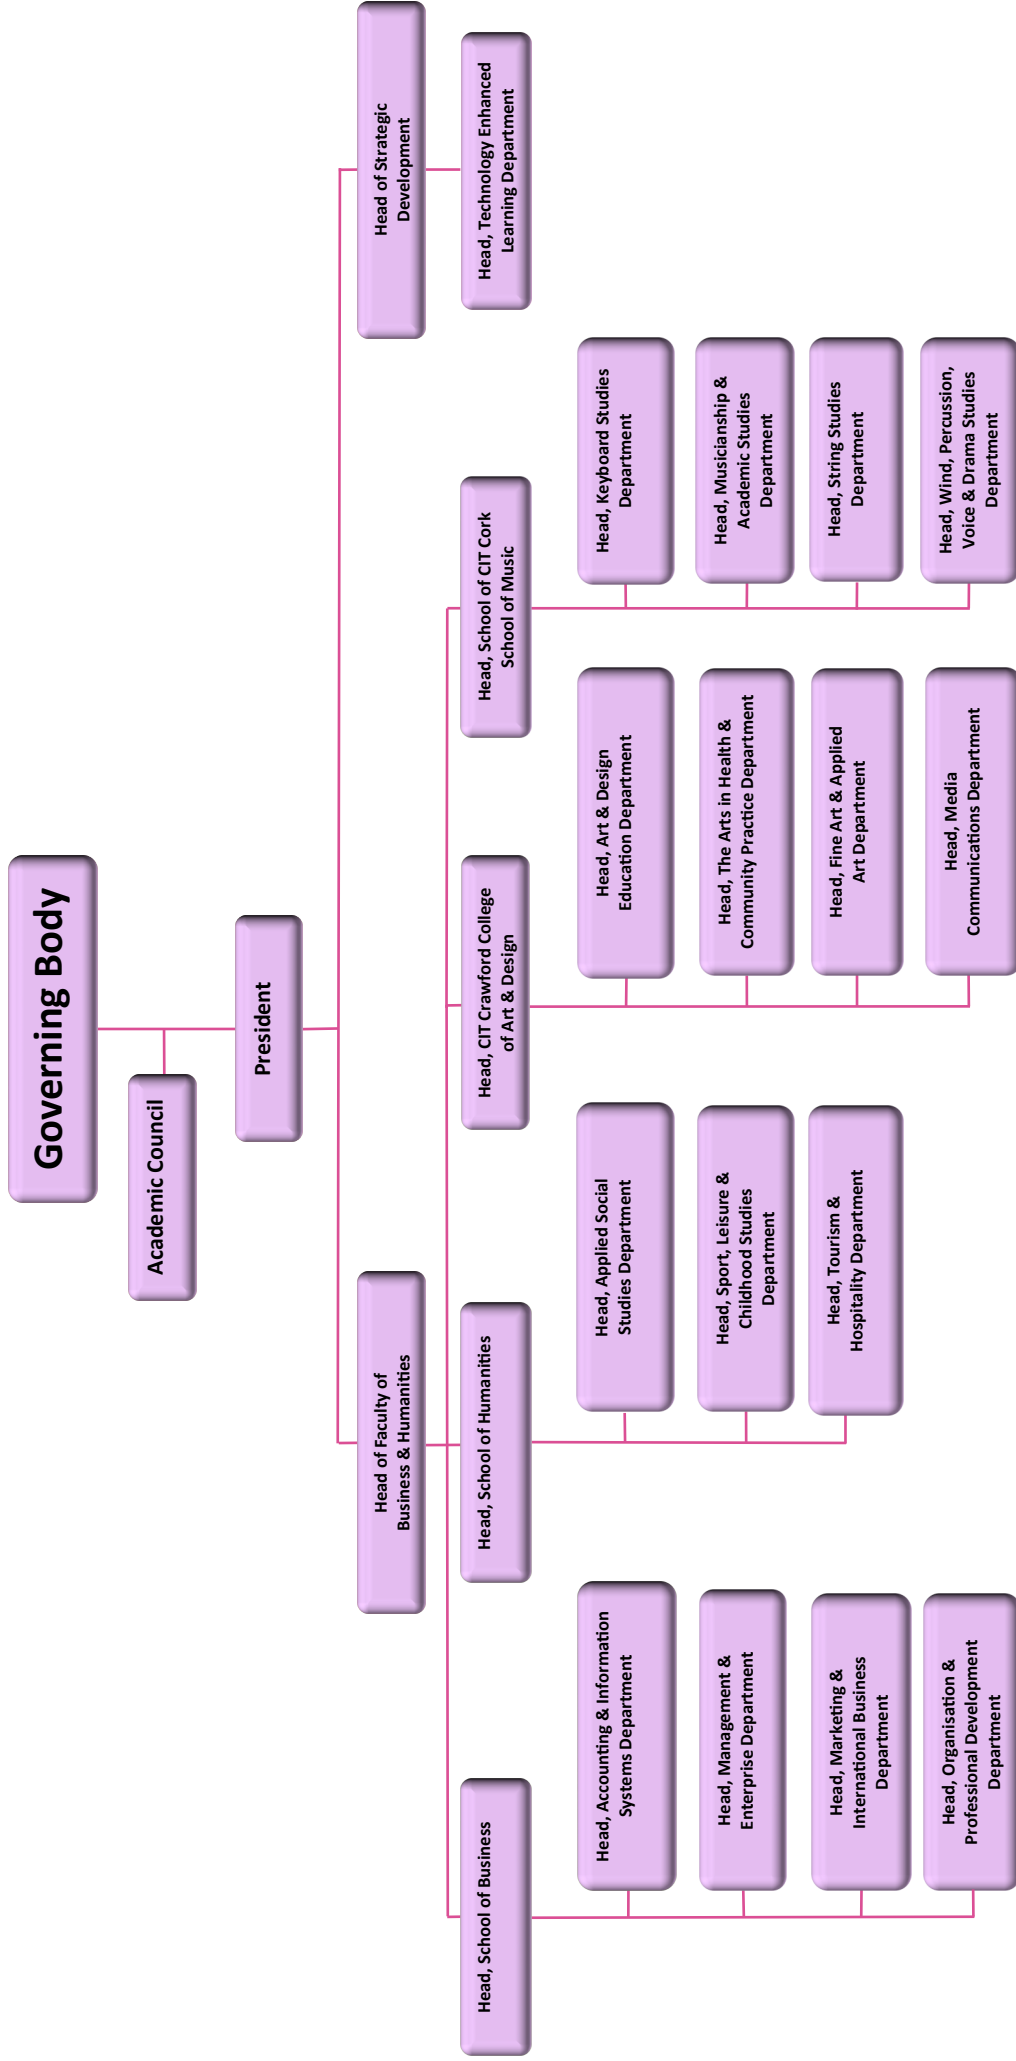 Governing Body
Academic Council
President
Head of Faculty of
Business & Humanities
Head of Strategic
Development
Head, School of Business
Head, School of Humanities
Head, CIT Crawford College
of Art & Design
Head, School of CIT Cork
School of Music
Head, Technology Enhanced
Learning Department
Head, Accounting & Information
Systems Department
Head, Management &
Enterprise Department
Head, Marketing &
International Business
Department
Head, Organisation &
Professional Development
Department
Head, Applied Social
Studies Department
Head, Sport, Leisure &
Childhood Studies
Department
Head, Tourism &
Hospitality Department
Head, Art & Design
Education Department
Head, The Arts in Health &
Community Practice Department
Head, Fine Art & Applied
Art Department
Head, Media
Communications Department
Head, Keyboard Studies
Department
Head, Musicianship &
Academic Studies
Department
Head, String Studies
Department
Head, Wind, Percussion,
Voice & Drama Studies
Department